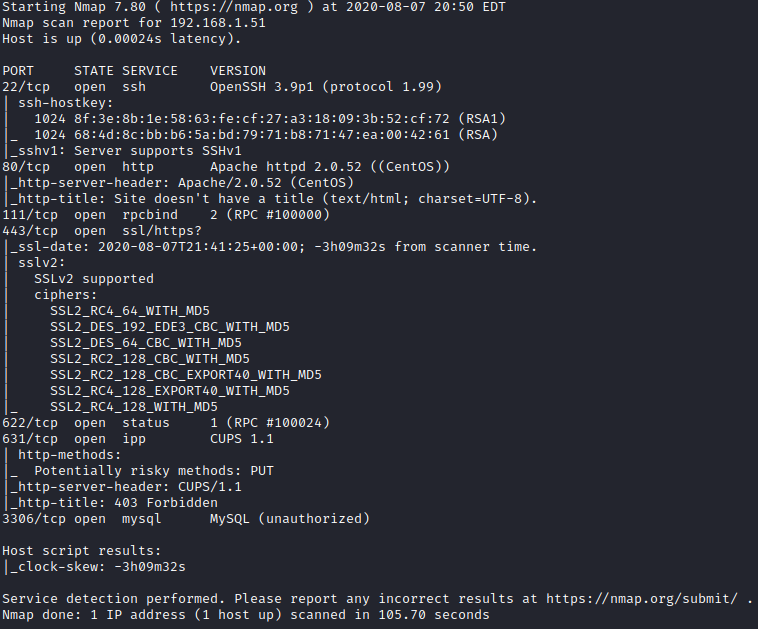 Starting Nmap 7.80 ( https://nmap.org ) at 2020-08-07 20:50 EDT
Nmap scan report for 192.168.1.51
Host is up (0.00024s latency).

PORT     STATE SERVICE    VERSION
22/tcp   open  ssh        OpenSSH 3.9p1 (protocol 1.99)
| ssh-hostkey:
|   1024 8f:3e:8b:1e:58:63:fe:cf:27:a3:18:09:3b:52:cf:72 (RSA1)
|_  1024 68:4d:8c:bb:b6:5a:bd:79:71:b8:71:47:ea:00:42:61 (RSA)
|_sshv1: Server supports SSHv1
80/tcp   open  http       Apache httpd 2.0.52 ((CentOS))
|_http-server-header: Apache/2.0.52 (CentOS)
|_http-title: Site doesn't have a title (text/html; charset=UTF-8).
111/tcp  open  rpcbind    2 (RPC #100000)
443/tcp  open  ssl/https?
|_ssl-date: 2020-08-07T21:41:25+00:00; -3h09m32s from scanner time.
| sslv2:
|   SSLv2 supported
|   ciphers:
|     SSL2_RC4_64_WITH_MD5
|     SSL2_DES_192_EDE3_CBC_WITH_MD5
|     SSL2_DES_64_CBC_WITH_MD5
|     SSL2_RC2_128_CBC_WITH_MD5
|     SSL2_RC2_128_CBC_EXPORT40_WITH_MD5
|     SSL2_RC4_128_EXPORT40_WITH_MD5
|_    SSL2_RC4_128_WITH_MD5
622/tcp  open  status     1 (RPC #100024)
631/tcp  open  ipp        CUPS 1.1
| http-methods:
|_  Potentially risky methods: PUT
|_http-server-header: CUPS/1.1
|_http-title: 403 Forbidden
3306/tcp open  mysql      MySQL (unauthorized)

Host script results:
|_clock-skew: -3h09m32s

Service detection performed. Please report any incorrect results at https://nmap.org/submit/ .
Nmap done: 1 IP address (1 host up) scanned in 105.70 seconds